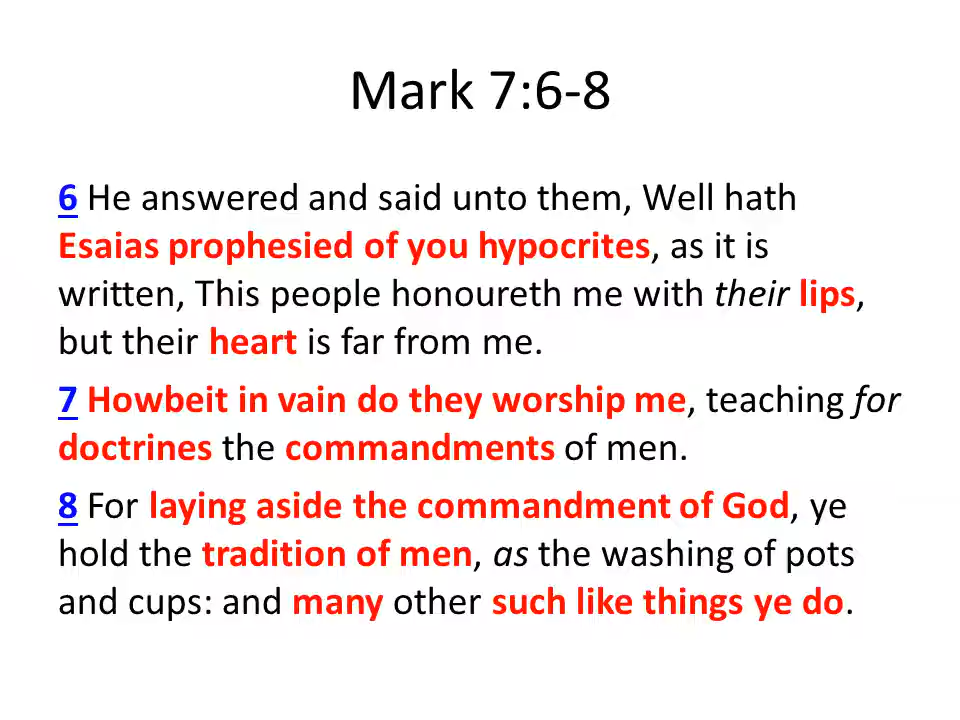 Mark 7:6-8
6 He answered and said unto them, Well hath
Esaias prophesied of you hypocrites, as it is
written, This people honoureth me with their lips,
but their heart is far from me.
7 Howbeit in vain do they worship me, teaching for
doctrines the commandments of men.
8 For laying aside the commandment of God, ye
hold the tradition of men, as the washing of pots
and cups: and many other such like things ye do.